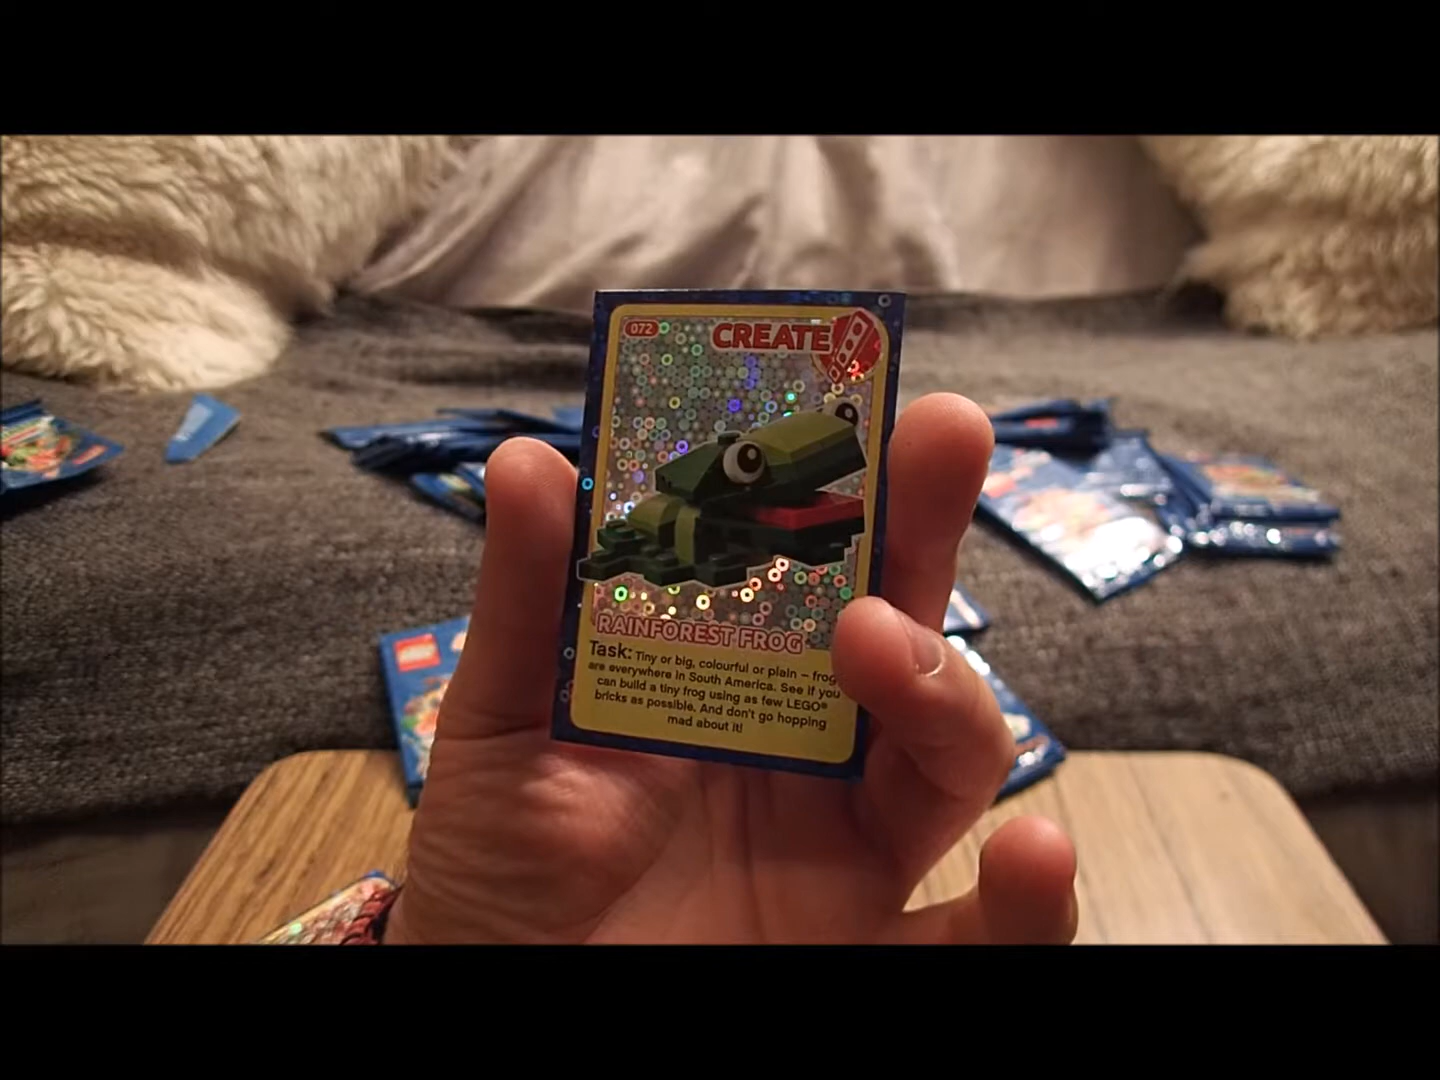 072
CREATE
RAINFOREST FROG
Task: Tiny or big, colourful or plain – frog
are everywhere in South America. See if you
can build a tiny frog using as few LEGO®
bricks as possible. And don't go hopping
mad about it!